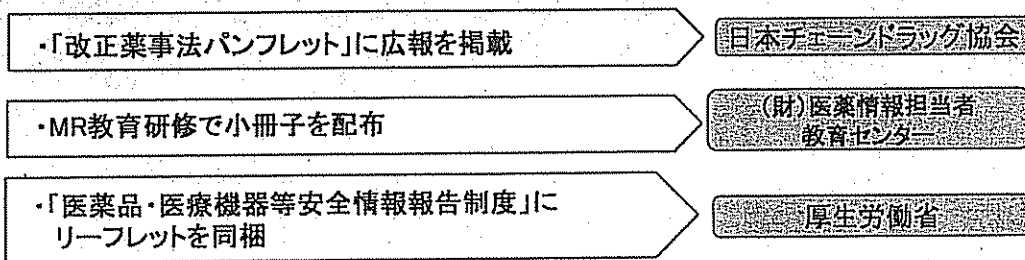 ・「改正薬事法パンフレット」に広報を掲載
日本チェーンドラッグ協会
・MR教育研修で小冊子を配布
(財)医薬情報担当者
教育センター
・「医薬品・医療機器等安全情報報告制度」に
リーフレットを同梱
厚生労働省